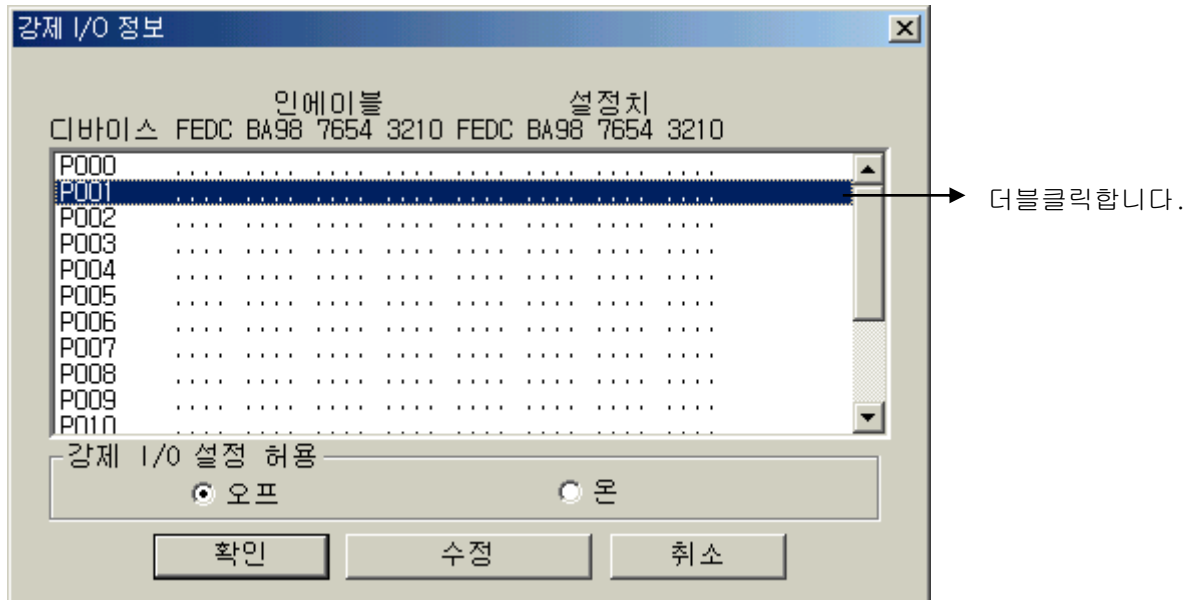 강제 I/O 정보
인에이블 설정치
디바이스 FEDC BA98 7654 3210 FEDC BA98 7654 3210
P000 .... .... .... .... .... .... .... ....
P001 .... .... .... .... .... .... .... ....
더블클릭합니다.
P002 .... .... .... .... .... .... .... ....
P003 .... .... .... .... .... .... .... ....
P004 .... .... .... .... .... .... .... ....
P005 .... .... .... .... .... .... .... ....
P006 .... .... .... .... .... .... .... ....
P007 .... .... .... .... .... .... .... ....
P008 .... .... .... .... .... .... .... ....
P009 .... .... .... .... .... .... .... ....
P010 .... .... .... .... .... .... .... ....
강제 I/O 설정 허용
오프 온
확인 수정 취소